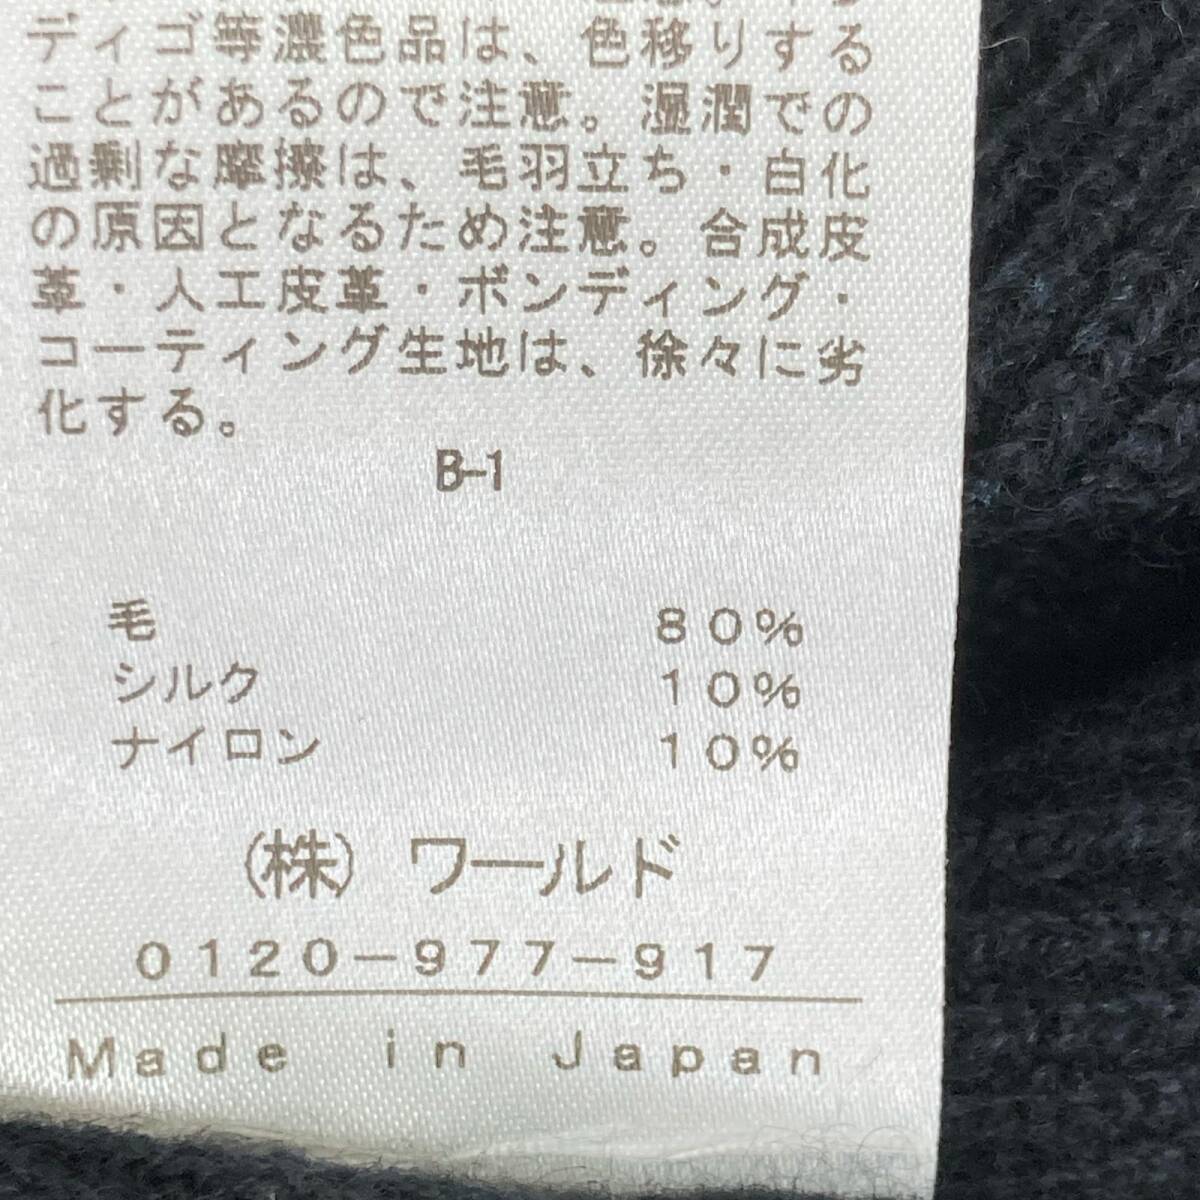 ディゴ等濃色品は、色移りする
ことがあるので注意。湿潤での
過剰な摩擦は、毛羽立ち・白化
の原因となるため注意。合成皮
革・人工皮革・ボンディング・
コーティング生地は、徐々に劣
化する。
B-1
毛 80%
シルク 10%
ナイロン 10%
(株) ワールド
0120-977-917
Made in Japan